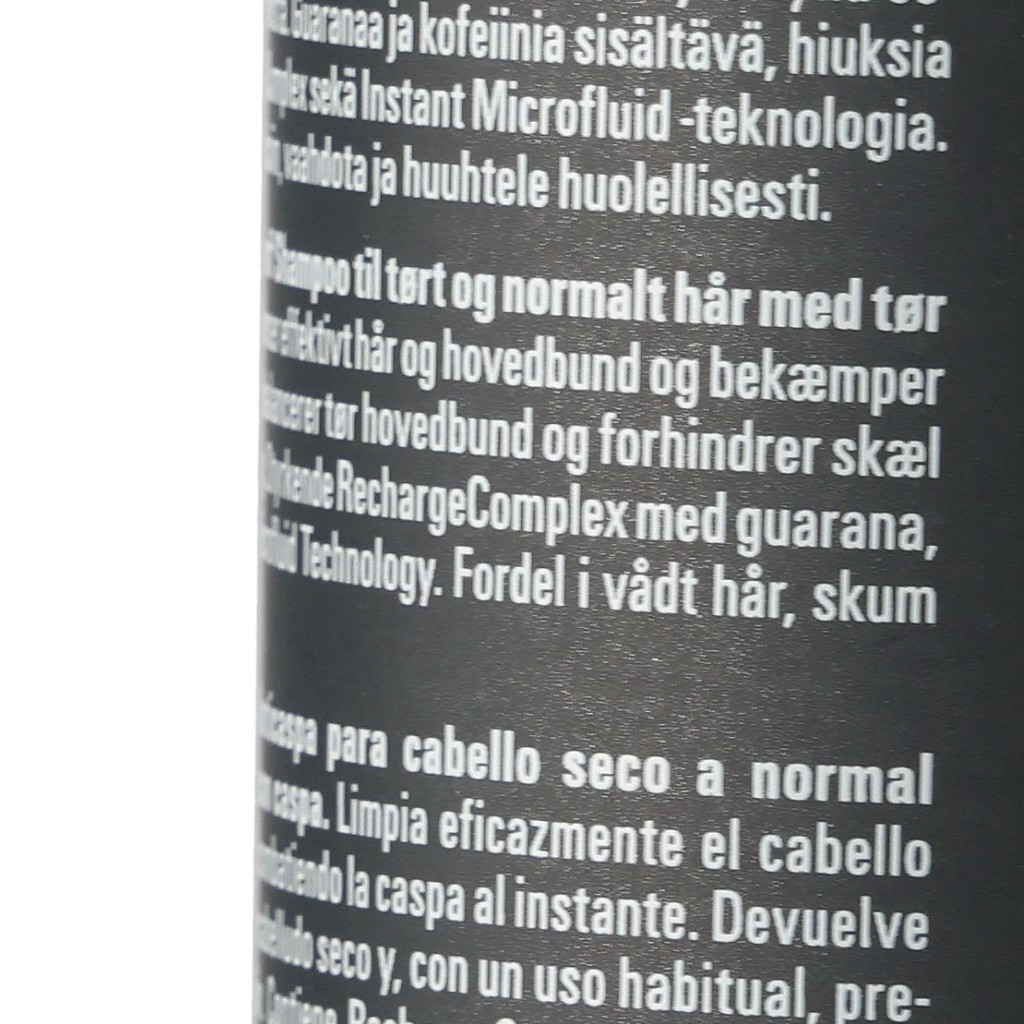 Guaranaa ja kofeiinia sisältävä, hiuksia
sekä Instant Microfluid -teknologia.
vaahdota ja huuhtele huolellisesti.
Shampoo til tørt og normalt hår med tør
effektivt hår og hovedbund og bekæmper
tør hovedbund og forhindrer skæl
RechargeComplex med guarana,
Technology. Fordel i vådt hår, skum
para cabello seco a normal
caspa. Limpia eficazmente el cabello
la caspa al instante. Devuelve
seco y, con un uso habitual, pre-